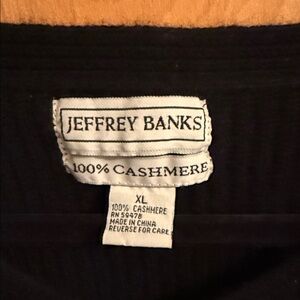 JEFFREY BANKS
100% CASHMERE
XL
100% CASHMERE
RN 59478
MADE IN CHINA
REVERSE FOR CARE